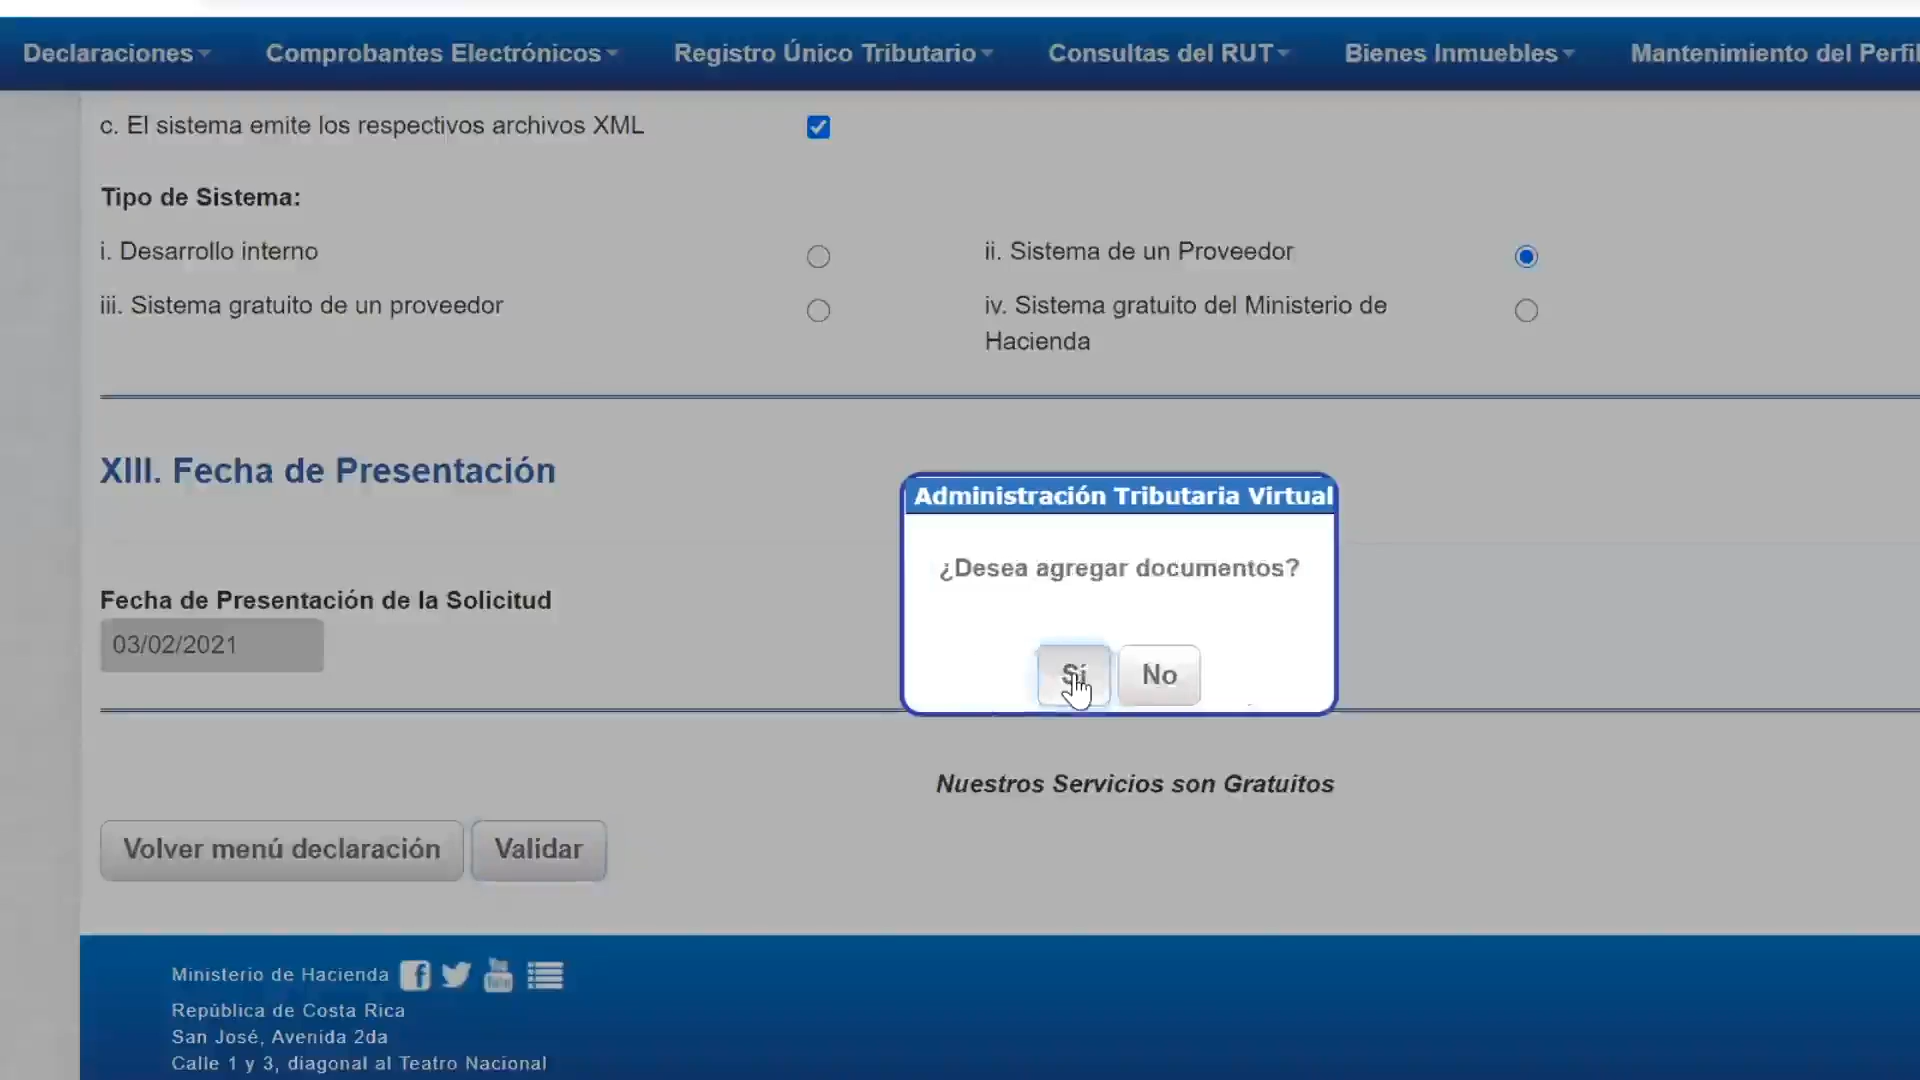 Declaraciones Comprobantes Electrónicos Registro Único Tributario Consultas del RUT Bienes Inmuebles Mantenimiento del Perfil
c. El sistema emite los respectivos archivos XML
Tipo de Sistema:
i. Desarrollo interno
ii. Sistema de un Proveedor
iii. Sistema gratuito de un proveedor
iv. Sistema gratuito del Ministerio de
Hacienda
XIII. Fecha de Presentación
Administración Tributaria Virtual
¿Desea agregar documentos?
Sí No
Fecha de Presentación de la Solicitud
03/02/2021
Nuestros Servicios son Gratuitos
Volver menú declaración Validar
Ministerio de Hacienda
República de Costa Rica
San José, Avenida 2da
Calle 1 y 3, diagonal al Teatro Nacional